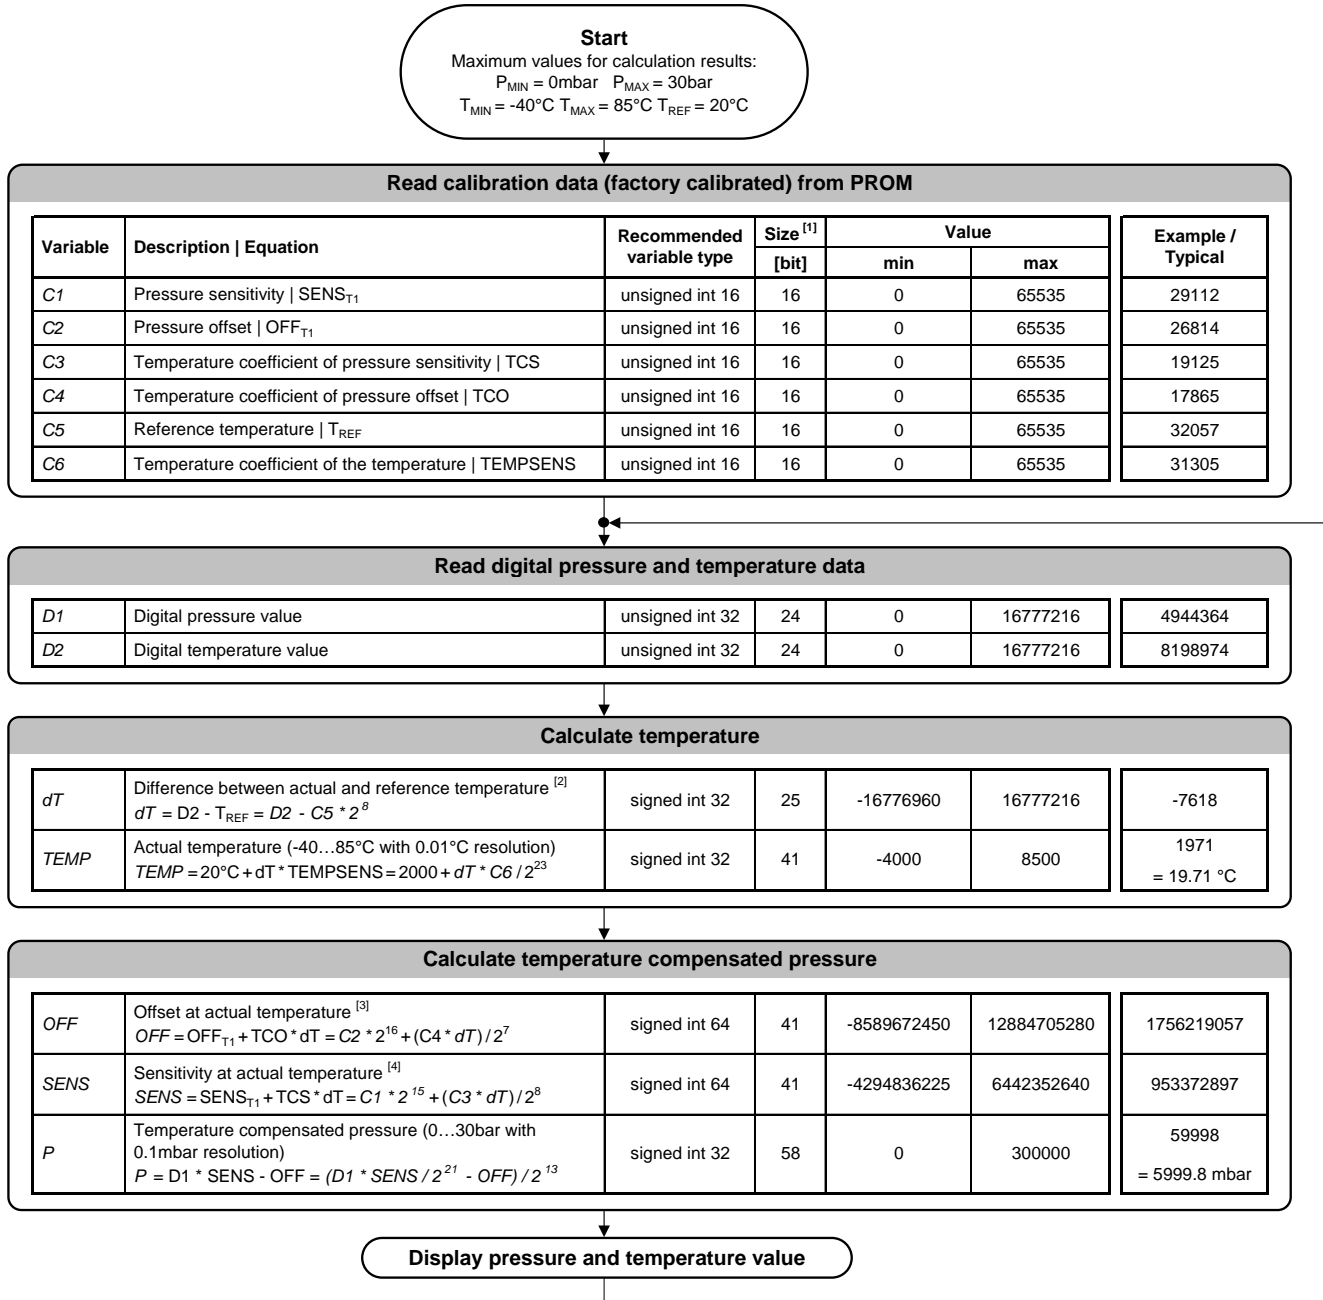 Start
Maximum values for calculation results:
PMIN = 0mbar PMAX = 30bar
TMIN = -40°C TMAX = 85°C TREF = 20°C
Read calibration data (factory calibrated) from PROM
Variable | Description | Equation | Recommended variable type | Size [1] [bit] | Value min | max | Example / Typical
C1 Pressure sensitivity | SENST1 unsigned int 16 16 0 65535 29112
C2 Pressure offset | OFFT1 unsigned int 16 16 0 65535 26814
C3 Temperature coefficient of pressure sensitivity | TCS unsigned int 16 16 0 65535 19125
C4 Temperature coefficient of pressure offset | TCO unsigned int 16 16 0 65535 17865
C5 Reference temperature | TREF unsigned int 16 16 0 65535 32057
C6 Temperature coefficient of the temperature | TEMPSENS unsigned int 16 16 0 65535 31305
Read digital pressure and temperature data
D1 Digital pressure value unsigned int 32 24 0 16777216 4944364
D2 Digital temperature value unsigned int 32 24 0 16777216 8198974
Calculate temperature
dT Difference between actual and reference temperature [2]
dT = D2 - TREF = D2 - C5 * 2^8 signed int 32 25 -16776960 16777216 -7618
TEMP Actual temperature (-40…85°C with 0.01°C resolution)
TEMP = 20°C + dT * TEMPSENS = 2000 + dT * C6 / 2^23 signed int 32 41 -4000 8500 1971
= 19.71 °C
Calculate temperature compensated pressure
OFF Offset at actual temperature [3]
OFF = OFFT1 + TCO * dT = C2 * 2^16 + (C4 * dT) / 2^7 signed int 64 41 -8589672450 12884705280 1756219057
SENS Sensitivity at actual temperature [4]
SENS = SENST1 + TCS * dT = C1 * 2^15 + (C3 * dT) / 2^8 signed int 64 41 -4294836225 6442352640 953372897
P Temperature compensated pressure (0…30bar with
0.1mbar resolution)
P = D1 * SENS - OFF = (D1 * SENS / 2^21 - OFF) / 2^13 signed int 32 58 0 300000 59998
= 5999.8 mbar
Display pressure and temperature value